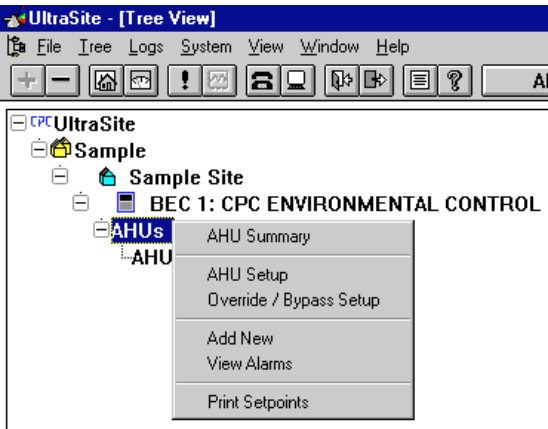 UltraSite - [Tree View]
File Tree Logs System View Window Help
AH
CPC UltraSite
Sample
Sample Site
BEC 1: CPC ENVIRONMENTAL CONTROL
AHUs
AHU
AHU Summary
AHU Setup
Override / Bypass Setup
Add New
View Alarms
Print Setpoints